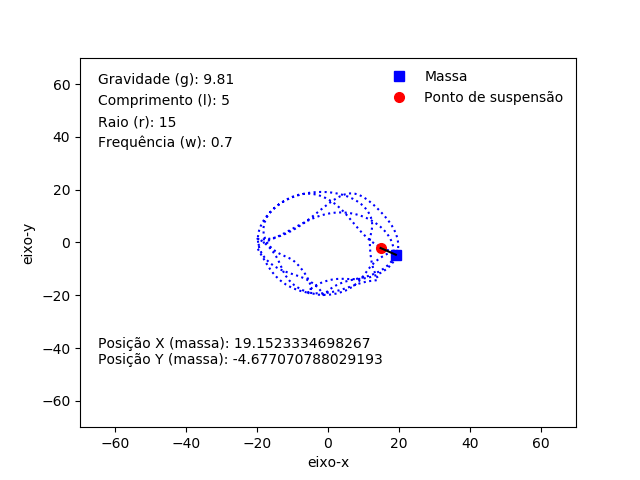 Gravidade (g): 9.81
Comprimento (l): 5
Raio (r): 15
Frequência (w): 0.7
Massa
Ponto de suspensão
60
40
20
0
−20
−40
−60
eixo-y
Posição X (massa): 19.1523334698267
Posição Y (massa): -4.677070788029193
−60 −40 −20 0 20 40 60
eixo-x